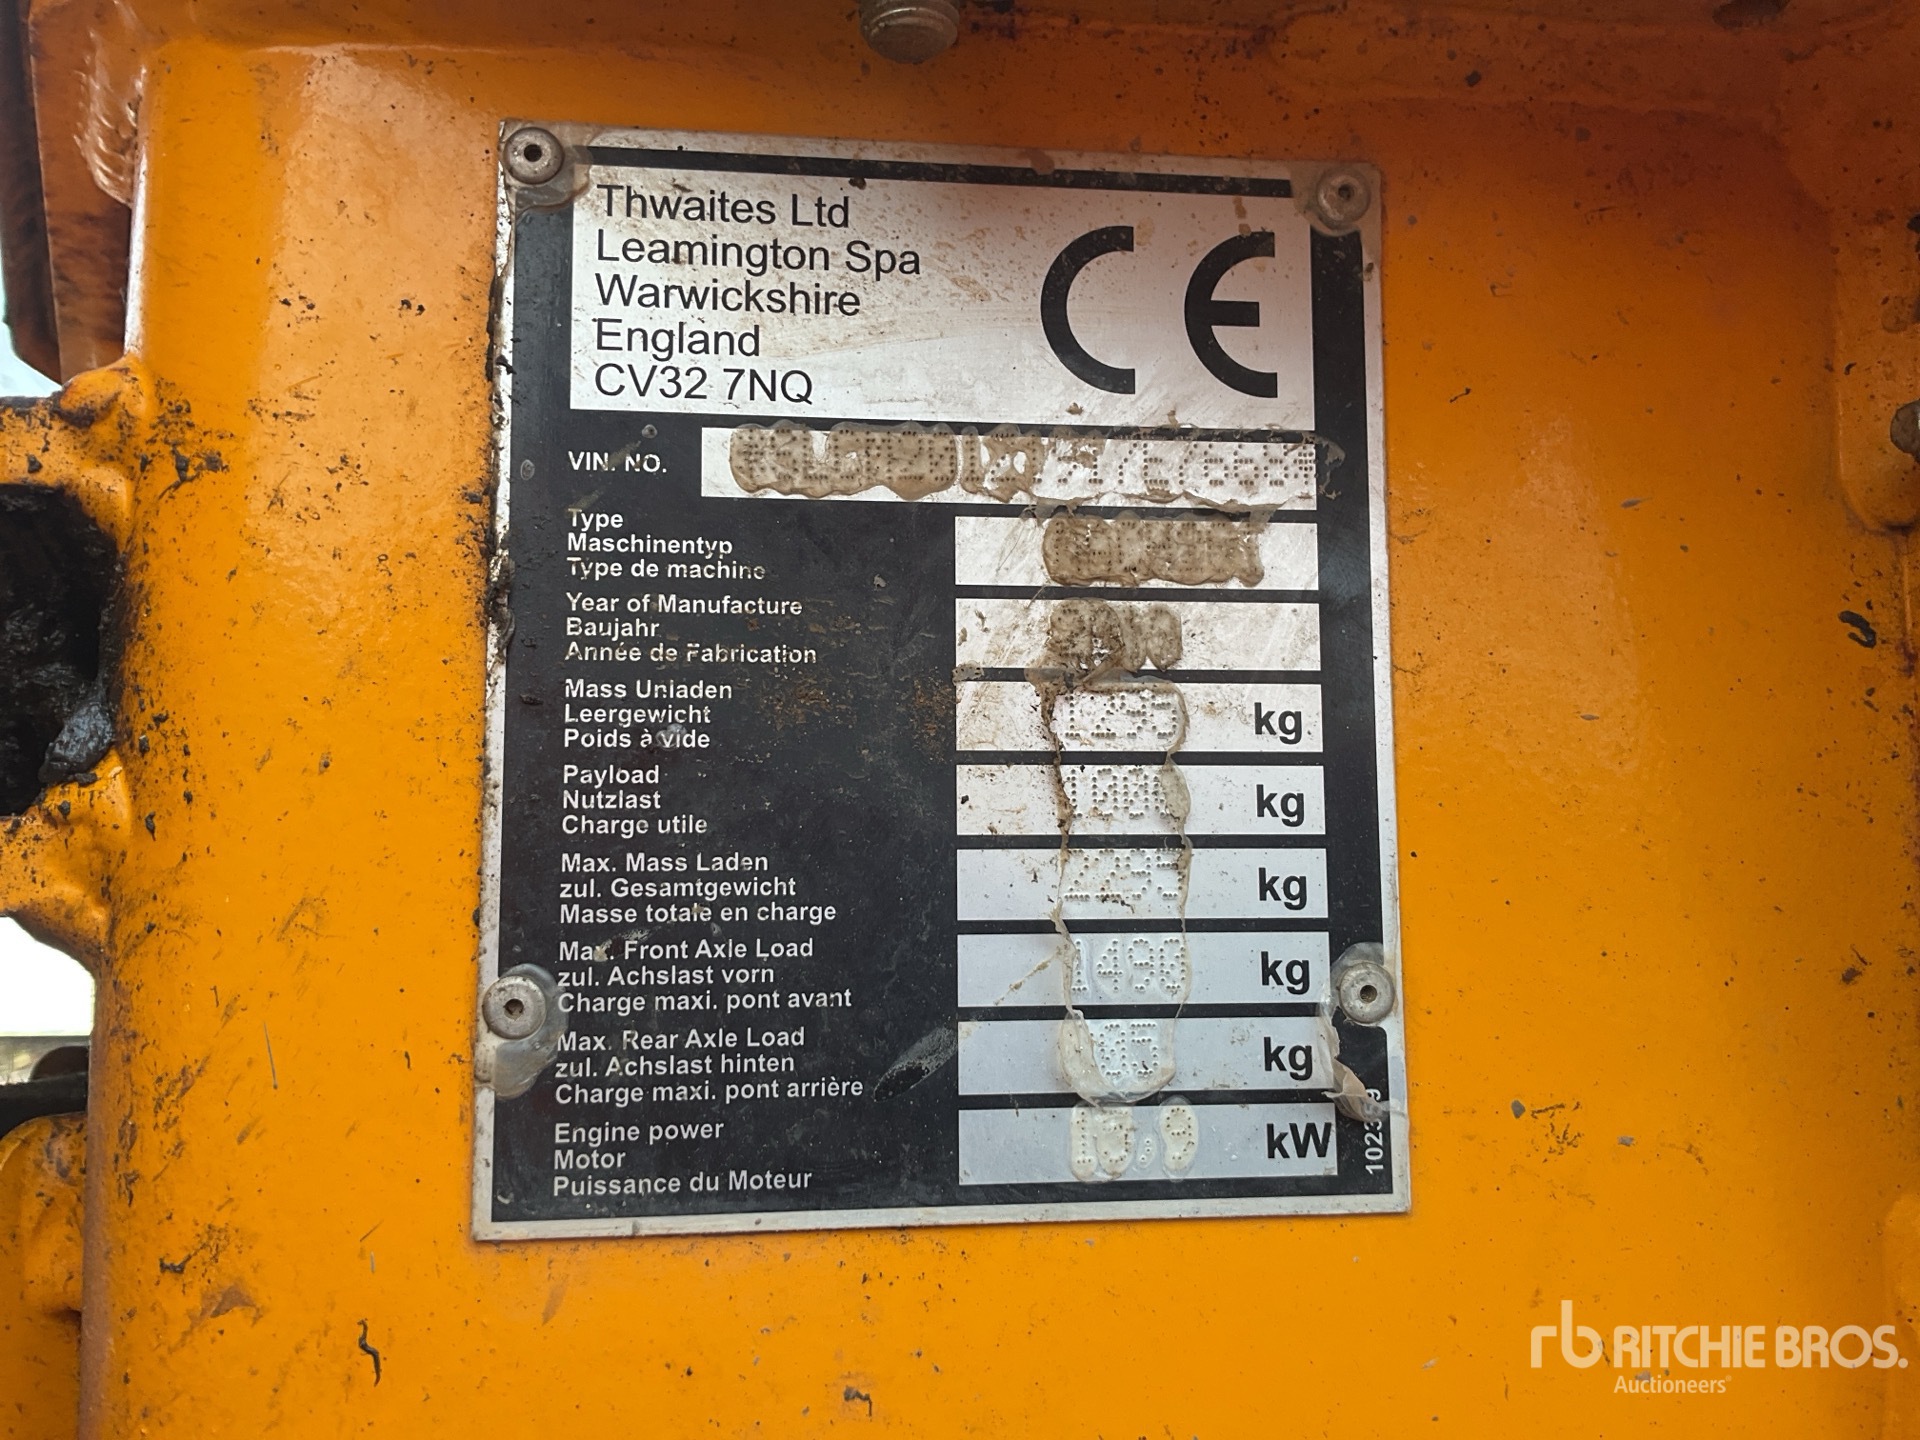 Thwaites Ltd
Leamington Spa
Warwickshire
England
CV32 7NQ
CE
VIN. NO.
Type
Maschinentyp
Type de machine
Year of Manufacture
Baujahr
Année de Fabrication
Mass Unladen
Leergewicht
Poids à vide
1295 kg
Payload
Nutzlast
Charge utile
1000 kg
Max. Mass Laden
zul. Gesamtgewicht
Masse totale en charge
2295 kg
Max. Front Axle Load
zul. Achslast vorn
Charge maxi. pont avant
1490 kg
Max. Rear Axle Load
zul. Achslast hinten
Charge maxi. pont arrière
kg
Engine power
Motor
Puissance du Moteur
kW
rb RITCHIE BROS.
Auctioneers